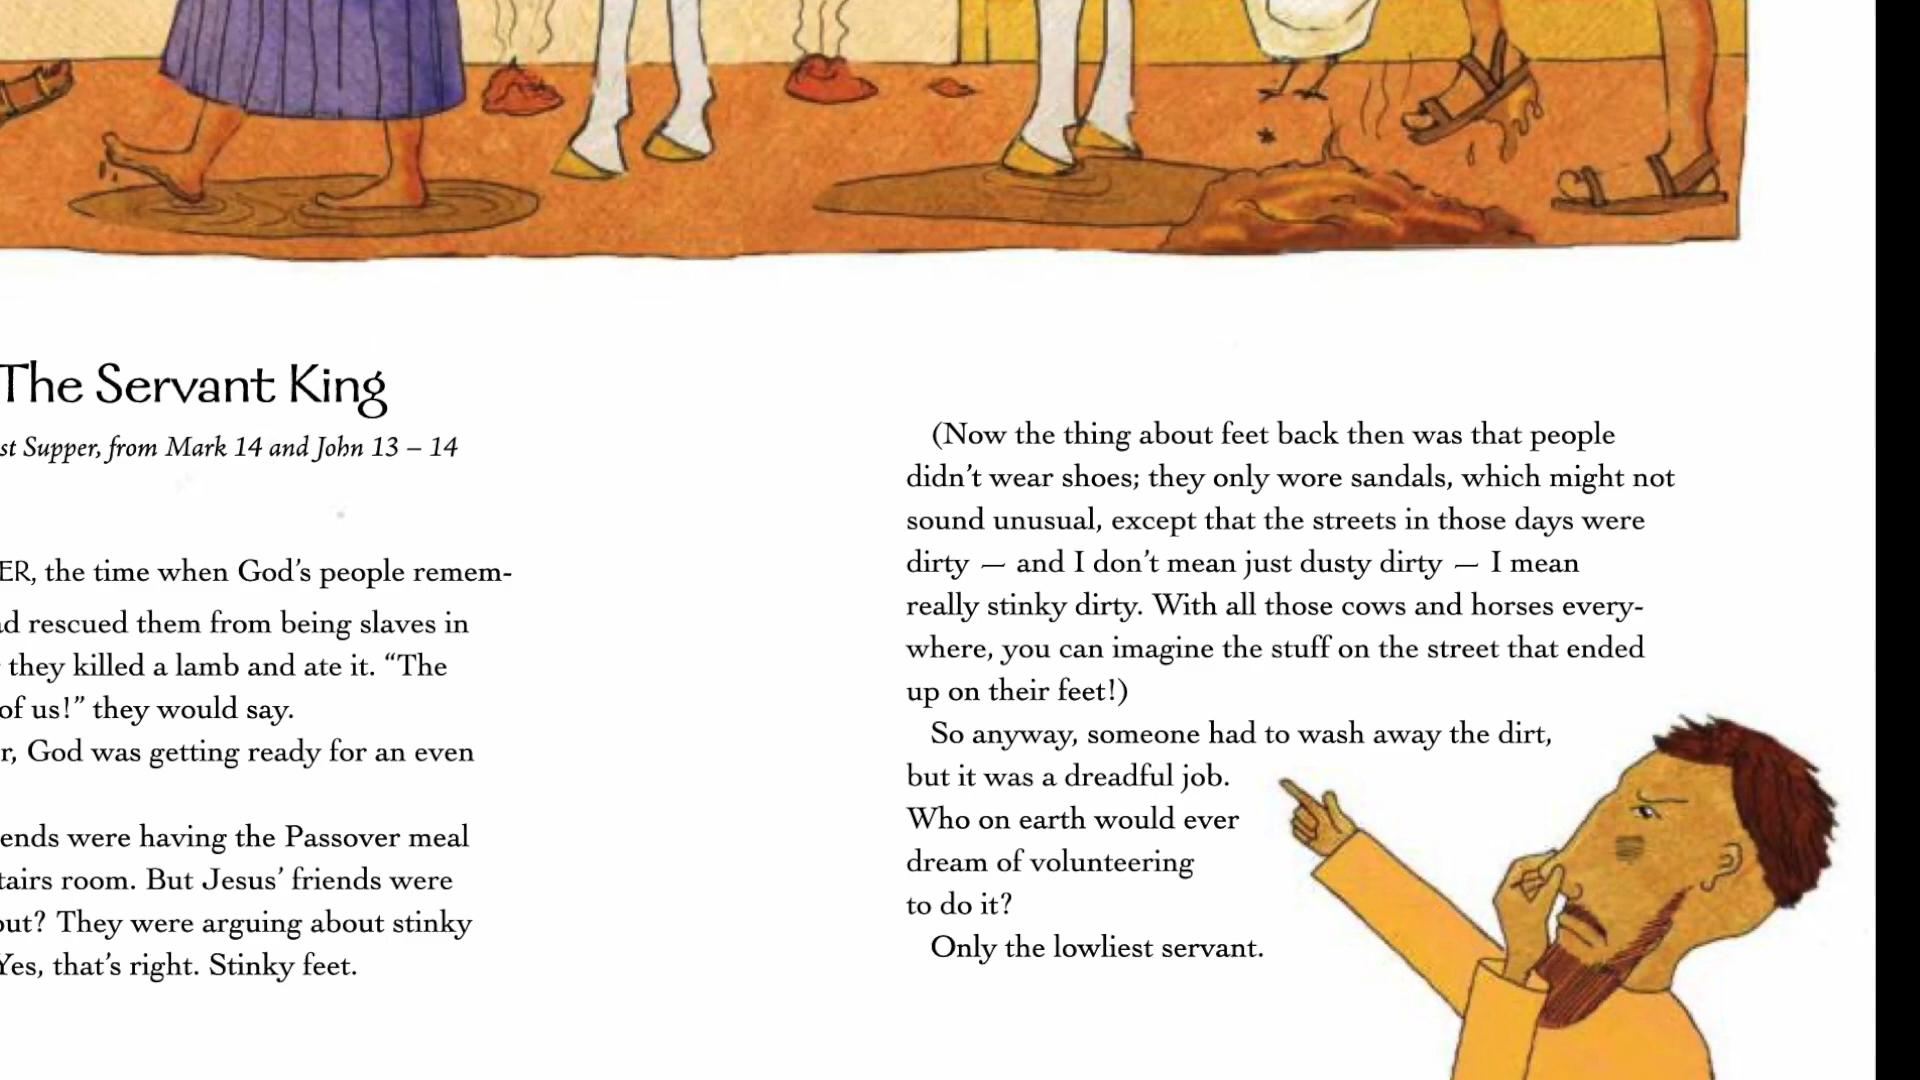 The Servant King
st Supper, from Mark 14 and John 13 – 14
ER, the time when God's people remem-
d rescued them from being slaves in
they killed a lamb and ate it. “The
of us!” they would say.
r, God was getting ready for an even
ends were having the Passover meal
tairs room. But Jesus' friends were
out? They were arguing about stinky
Yes, that's right. Stinky feet.
(Now the thing about feet back then was that people
didn't wear shoes; they only wore sandals, which might not
sound unusual, except that the streets in those days were
dirty — and I don't mean just dusty dirty — I mean
really stinky dirty. With all those cows and horses every-
where, you can imagine the stuff on the street that ended
up on their feet!)
So anyway, someone had to wash away the dirt,
but it was a dreadful job.
Who on earth would ever
dream of volunteering
to do it?
Only the lowliest servant.